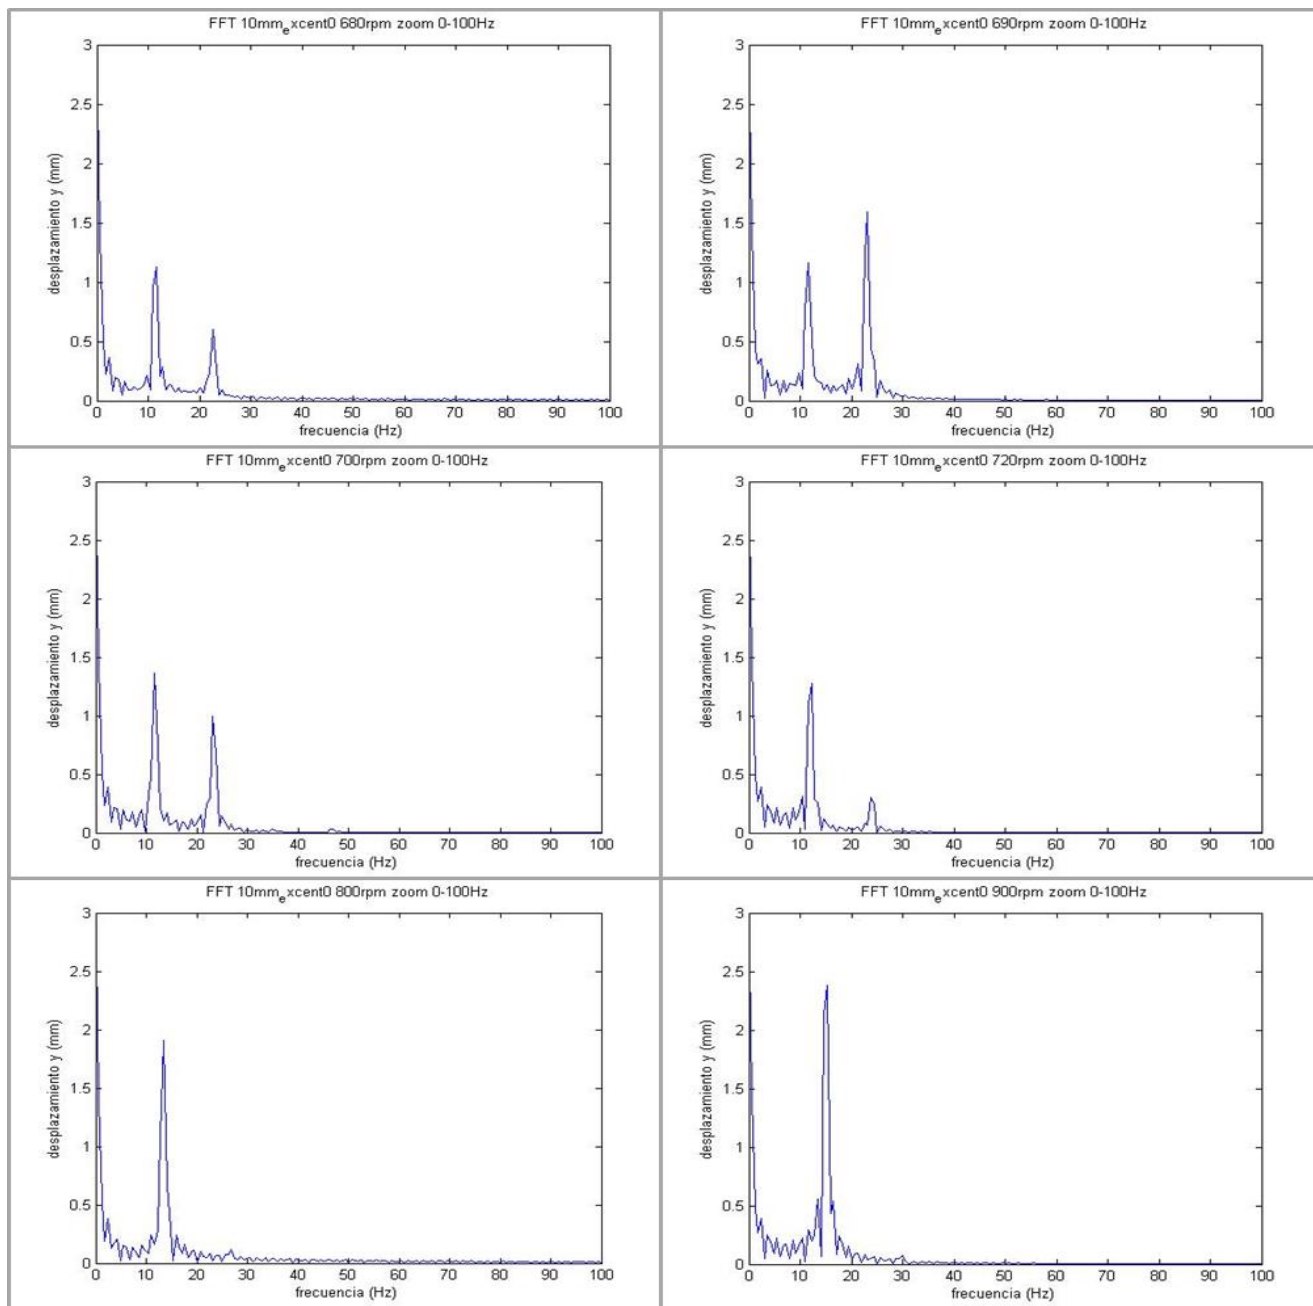 FFT 10mm_excent0 680rpm zoom 0-100Hz
3
2.5
2
1.5
1
0.5
0
desplazamiento y (mm)
0 10 20 30 40 50 60 70 80 90 100
frecuencia (Hz)
FFT 10mm_excent0 690rpm zoom 0-100Hz
3
2.5
2
1.5
1
0.5
0
desplazamiento y (mm)
0 10 20 30 40 50 60 70 80 90 100
frecuencia (Hz)
FFT 10mm_excent0 700rpm zoom 0-100Hz
3
2.5
2
1.5
1
0.5
0
desplazamiento y (mm)
0 10 20 30 40 50 60 70 80 90 100
frecuencia (Hz)
FFT 10mm_excent0 720rpm zoom 0-100Hz
3
2.5
2
1.5
1
0.5
0
desplazamiento y (mm)
0 10 20 30 40 50 60 70 80 90 100
frecuencia (Hz)
FFT 10mm_excent0 800rpm zoom 0-100Hz
3
2.5
2
1.5
1
0.5
0
desplazamiento y (mm)
0 10 20 30 40 50 60 70 80 90 100
frecuencia (Hz)
FFT 10mm_excent0 900rpm zoom 0-100Hz
3
2.5
2
1.5
1
0.5
0
desplazamiento y (mm)
0 10 20 30 40 50 60 70 80 90 100
frecuencia (Hz)